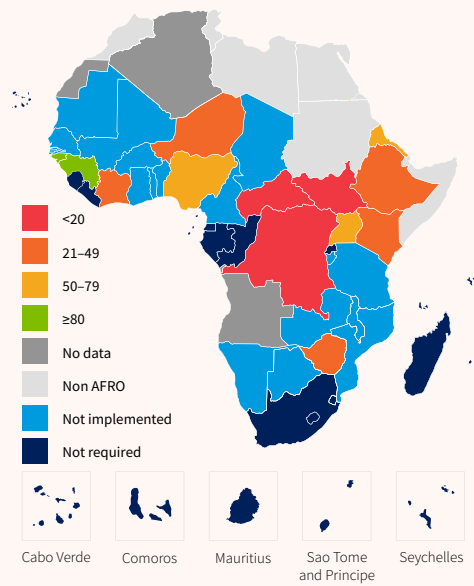 <20
21–49
50–79
≥80
No data
Non AFRO
Not implemented
Not required
Cabo Verde
Comoros
Mauritius
Sao Tome
and Principe
Seychelles